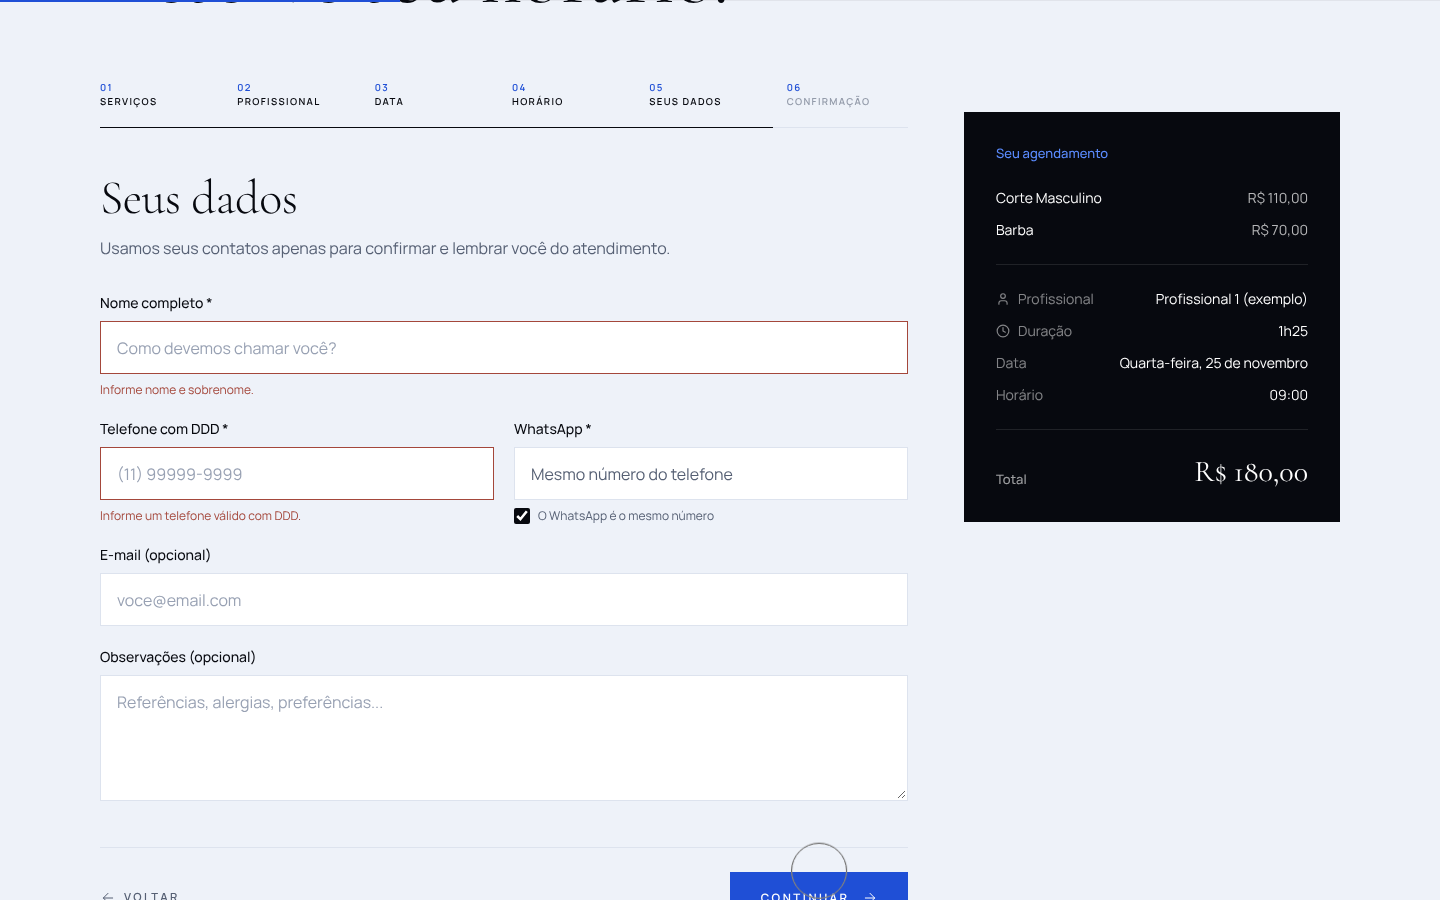 seu horário.
01
SERVIÇOS
02
PROFISSIONAL
03
DATA
04
HORÁRIO
05
SEUS DADOS
06
CONFIRMAÇÃO
Seus dados
Usamos seus contatos apenas para confirmar e lembrar você do atendimento.
Nome completo *
Como devemos chamar você?
Informe nome e sobrenome.
Telefone com DDD *
(11) 99999-9999
Informe um telefone válido com DDD.
WhatsApp *
Mesmo número do telefone
O WhatsApp é o mesmo número
E-mail (opcional)
voce@email.com
Observações (opcional)
Referências, alergias, preferências...
← VOLTAR
CONTINUAR →
Seu agendamento
Corte Masculino R$ 110,00
Barba R$ 70,00
Profissional Profissional 1 (exemplo)
Duração 1h25
Data Quarta-feira, 25 de novembro
Horário 09:00
Total R$ 180,00